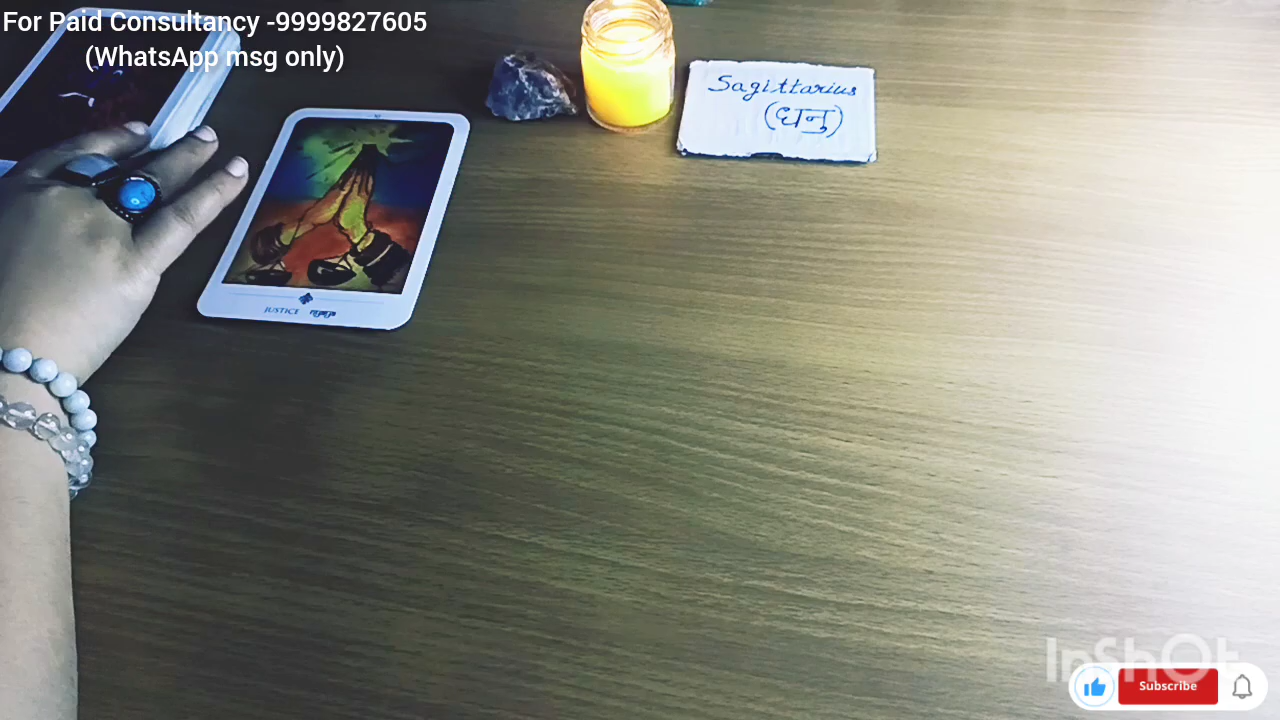 For Paid Consultancy -9999827605
(WhatsApp msg only)
Sagittarius
(धनु)
JUSTICE
InShOt
Subscribe